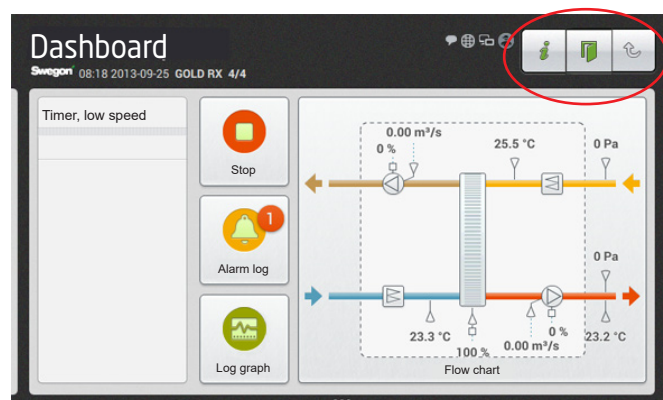 Dashboard
Swegon 08:18 2013-09-25 GOLD RX 4/4
Timer, low speed
Stop
1
Alarm log
Log graph
0.00 m³/s
0 %
25.5 °C
0 Pa
0 Pa
23.3 °C
100 %
0.00 m³/s
0 %
23.2 °C
Flow chart